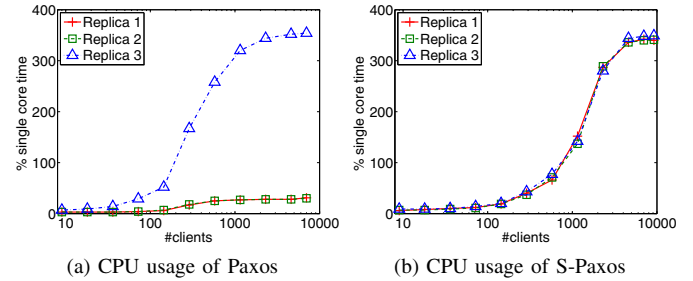 % single core time
400
300
200
100
0
Replica 1
Replica 2
Replica 3
10
100
1000
10000
#clients
(a) CPU usage of Paxos
% single core time
400
300
200
100
0
Replica 1
Replica 2
Replica 3
10
100
1000
10000
#clients
(b) CPU usage of S-Paxos